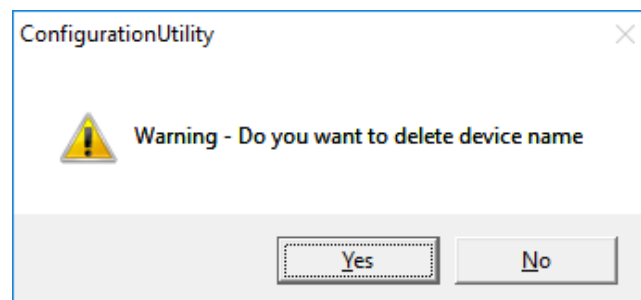 ConfigurationUtility
Warning - Do you want to delete device name
Yes
No